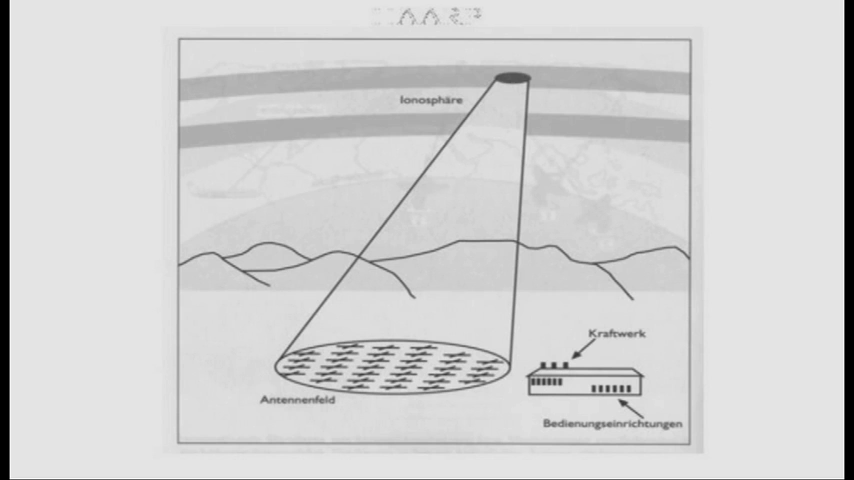 HAARP
Ionosphäre
Kraftwerk
Antennenfeld
Bedienungseinrichtungen